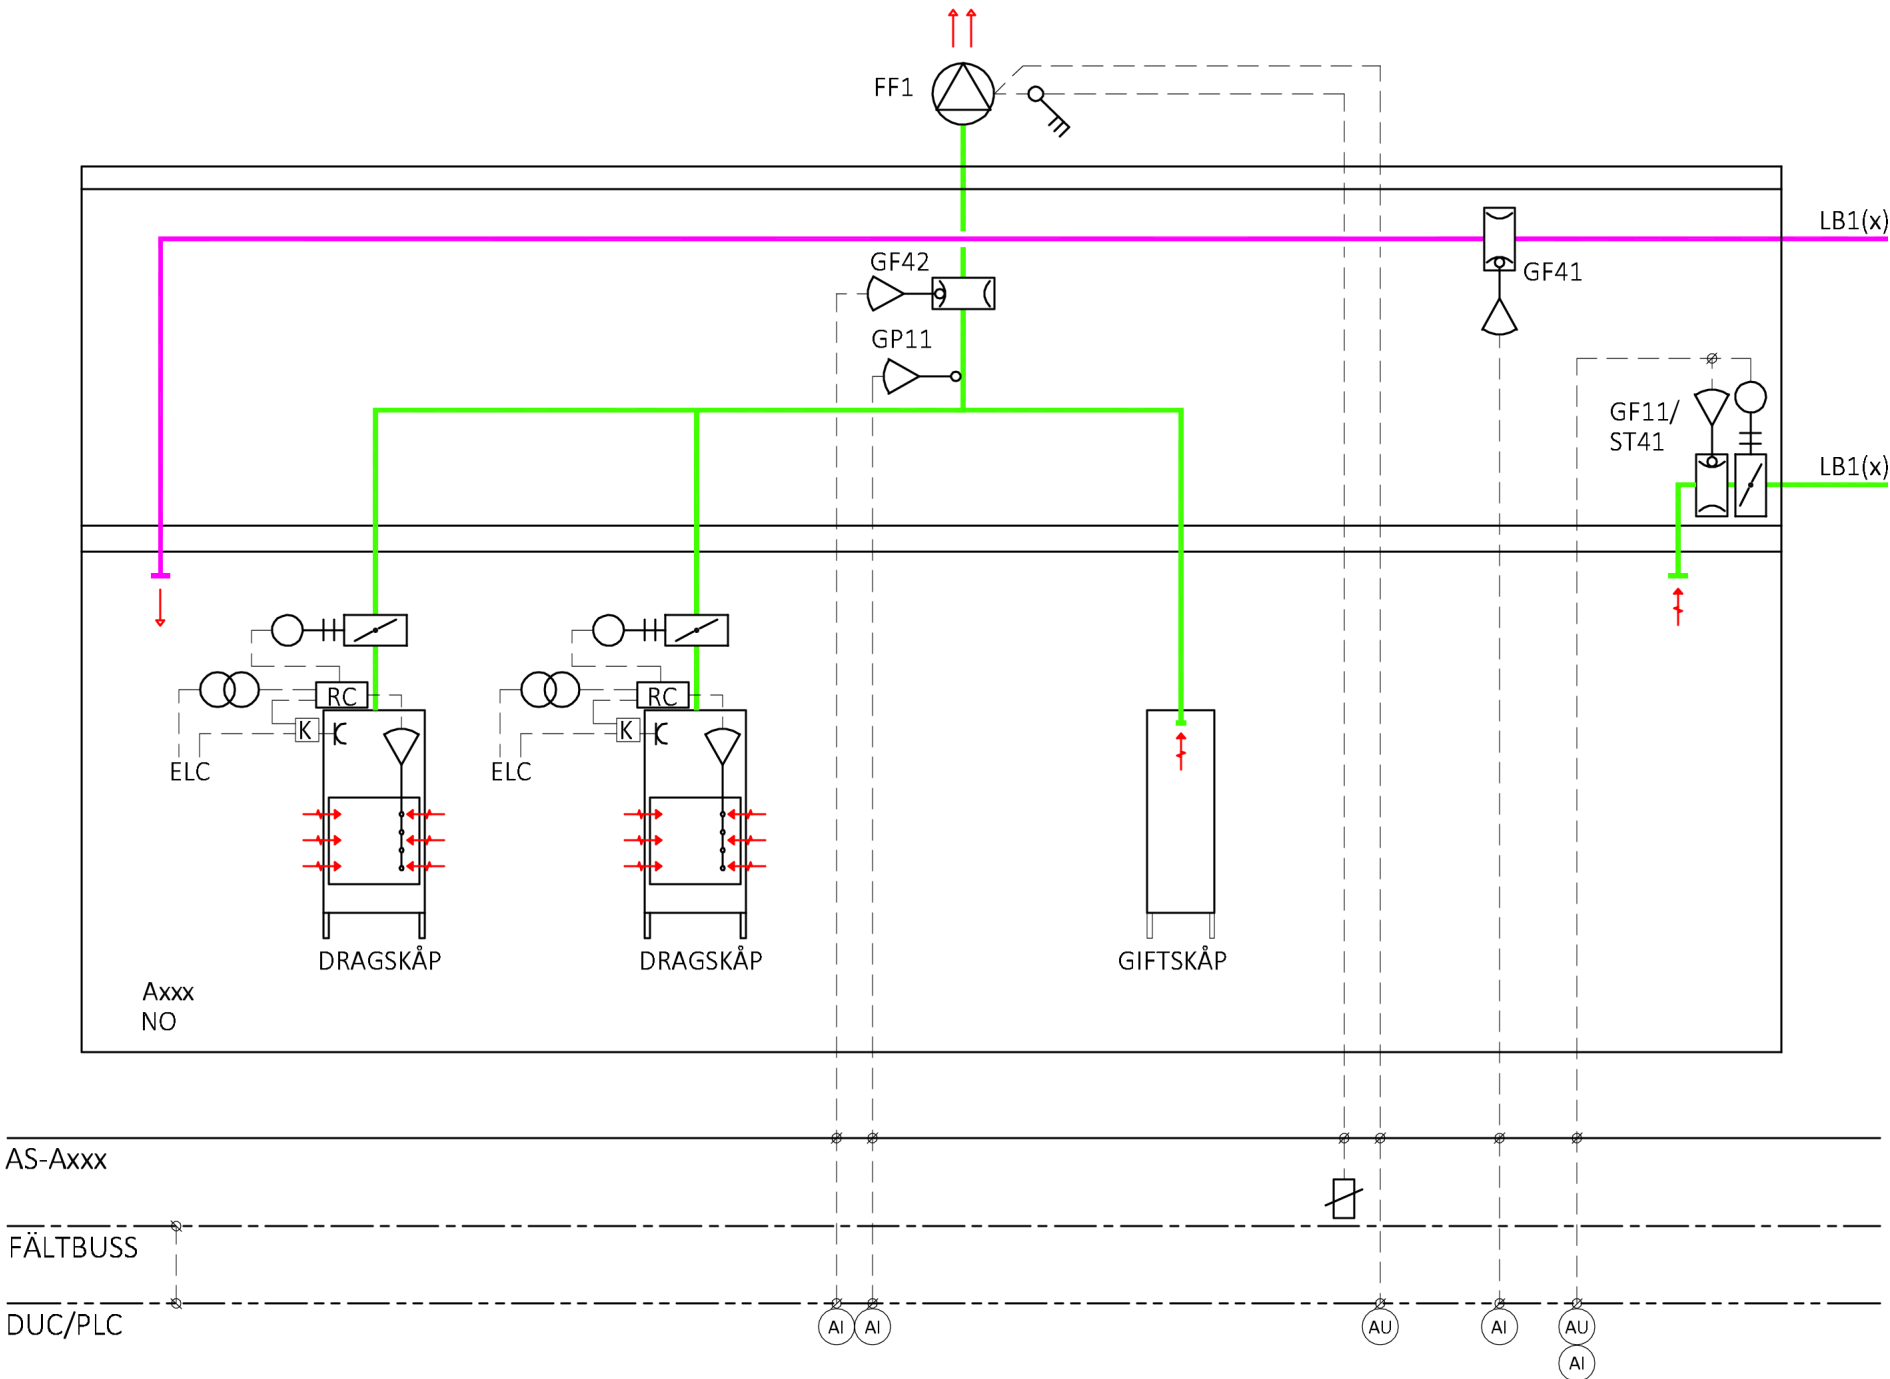 FF1
LB1(x)
GF42
GF41
GP11
GF11/
ST41
LB1(x)
RC
RC
K
K
ELC
ELC
DRAGSKÅP
DRAGSKÅP
GIFTSKÅP
Axxx
NO
AS-Axxx
FÄLTBUSS
DUC/PLC
AI
AI
AU
AI
AU
AI